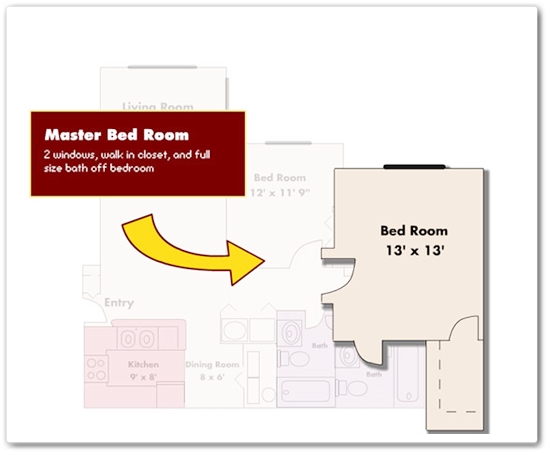 Living Room
Master Bed Room
2 windows, walk in closet, and full
size bath off bedroom
Bed Room
12' x 11' 9"
Bed Room
13' x 13'
Entry
Kitchen
9' x 8'
Dining Room
8 x 6'
Bath
Bath